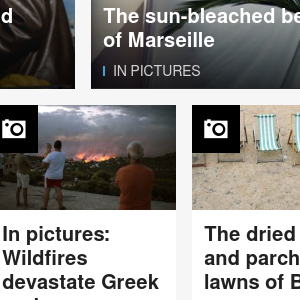 d
The sun-bleached be
of Marseille
IN PICTURES
In pictures:
Wildfires
devastate Greek
The dried
and parch
lawns of B